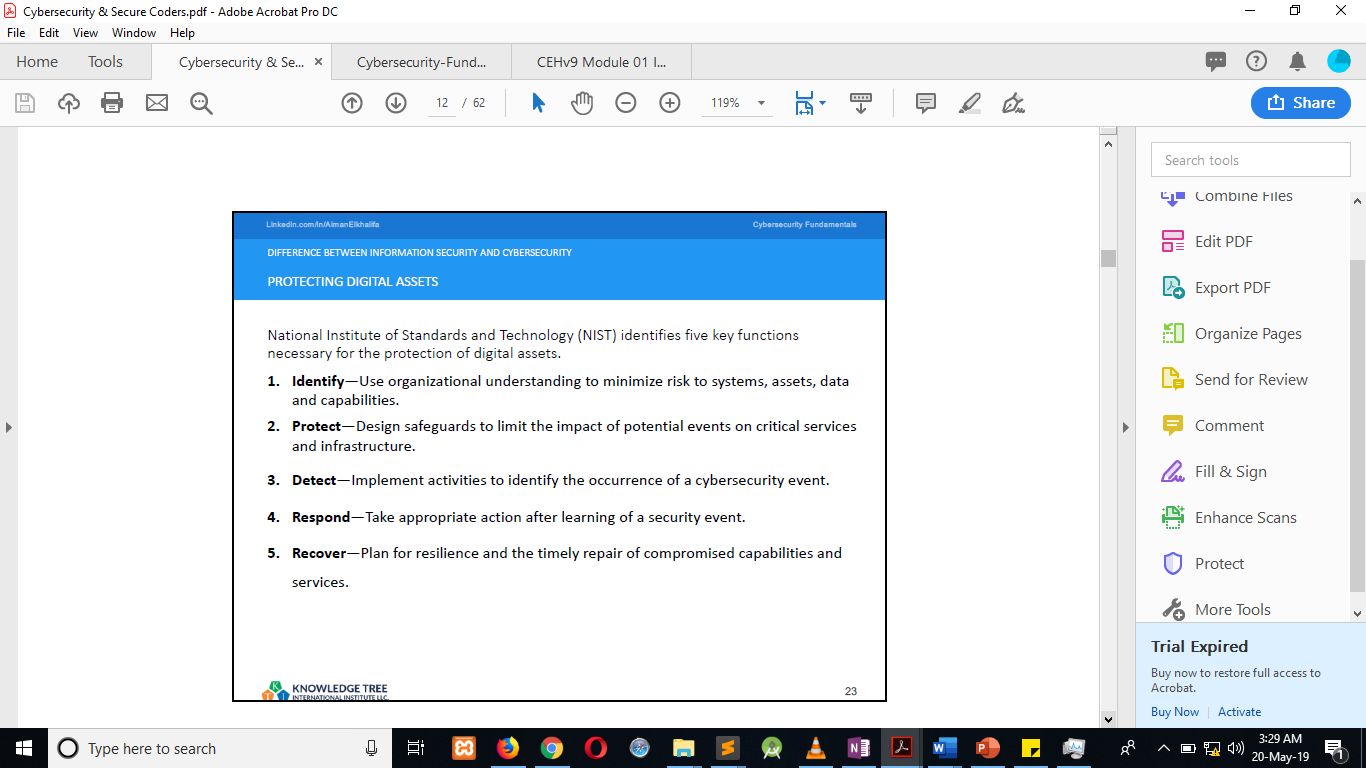 Cybersecurity & Secure Coders.pdf - Adobe Acrobat Pro DC
File Edit View Window Help
Home Tools Cybersecurity & Se... × Cybersecurity-Fund... CEHv9 Module 01 I...
12 / 62 119% Share
Search tools
Combine Files
Edit PDF
Export PDF
Organize Pages
Send for Review
Comment
Fill & Sign
Enhance Scans
Protect
More Tools
Trial Expired
Buy now to restore full access to
Acrobat.
Buy Now | Activate
Linkedin.com/in/AimanElkhalifa Cybersecurity Fundamentals
DIFFERENCE BETWEEN INFORMATION SECURITY AND CYBERSECURITY
PROTECTING DIGITAL ASSETS
National Institute of Standards and Technology (NIST) identifies five key functions
necessary for the protection of digital assets.
1. Identify—Use organizational understanding to minimize risk to systems, assets, data
and capabilities.
2. Protect—Design safeguards to limit the impact of potential events on critical services
and infrastructure.
3. Detect—Implement activities to identify the occurrence of a cybersecurity event.
4. Respond—Take appropriate action after learning of a security event.
5. Recover—Plan for resilience and the timely repair of compromised capabilities and
services.
KNOWLEDGE TREE
INTERNATIONAL INSTITUTE LLC.
23
Type here to search
3:29 AM
20-May-19
1